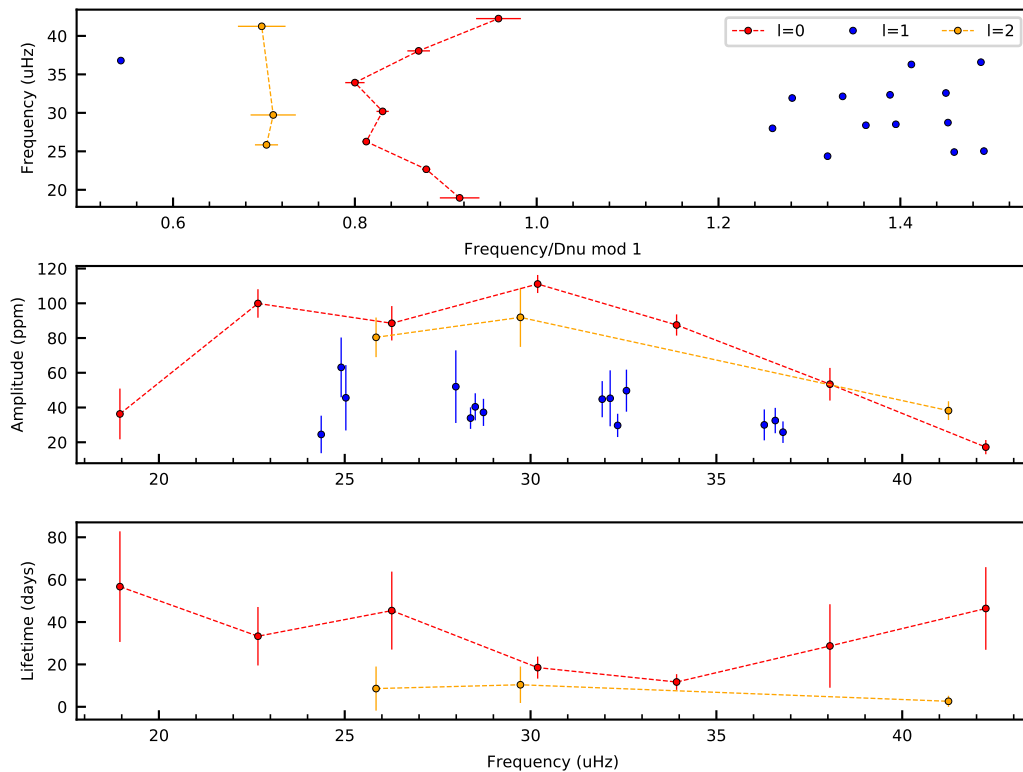 l=0 l=1 l=2
Frequency (uHz)
40
35
30
25
20
0.6 0.8 1.0 1.2 1.4
Frequency/Dnu mod 1
Amplitude (ppm)
120
100
80
60
40
20
20 25 30 35 40
Lifetime (days)
80
60
40
20
0
20 25 30 35 40
Frequency (uHz)